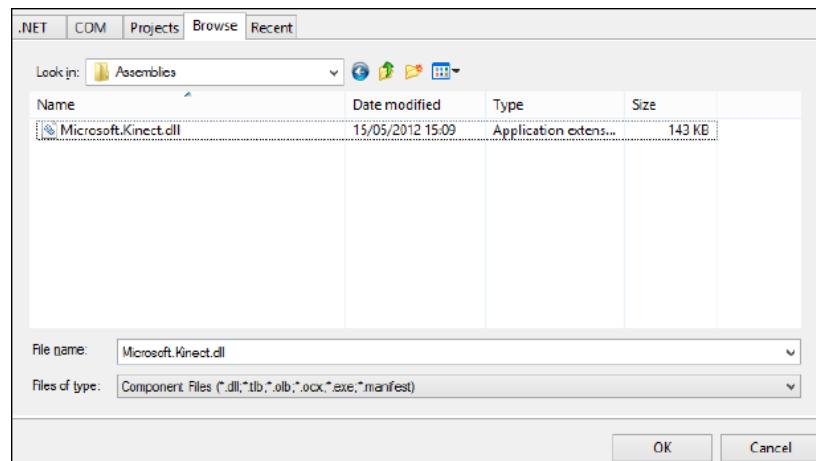 .NET COM Projects Browse Recent
Look in: Assemblies
Name Date modified Type Size
Microsoft.Kinect.dll 15/05/2012 15:09 Application extens... 143 KB
File name: Microsoft.Kinect.dll
Files of type: Component Files (*.dll;*.tlb;*.olb;*.ocx;*.exe;*.manifest)
OK Cancel